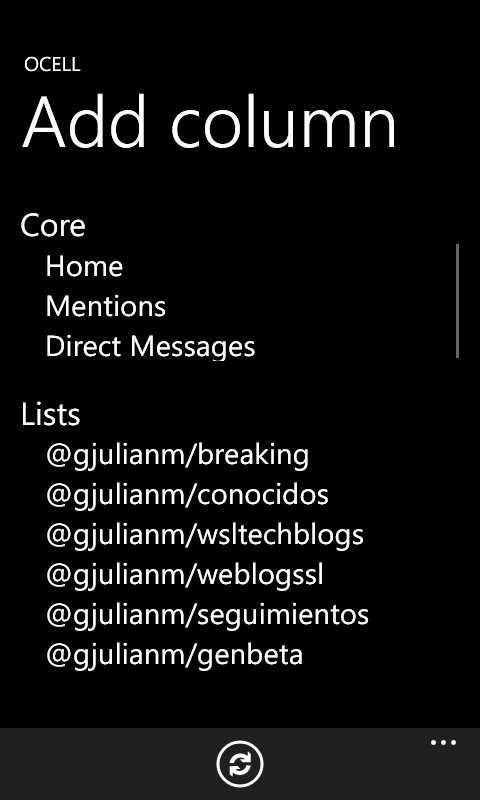 OCELL
Add column
Core
Home
Mentions
Direct Messages
Lists
@gjulianm/breaking
@gjulianm/conocidos
@gjulianm/wsltechblogs
@gjulianm/weblogssl
@gjulianm/seguimientos
@gjulianm/genbeta